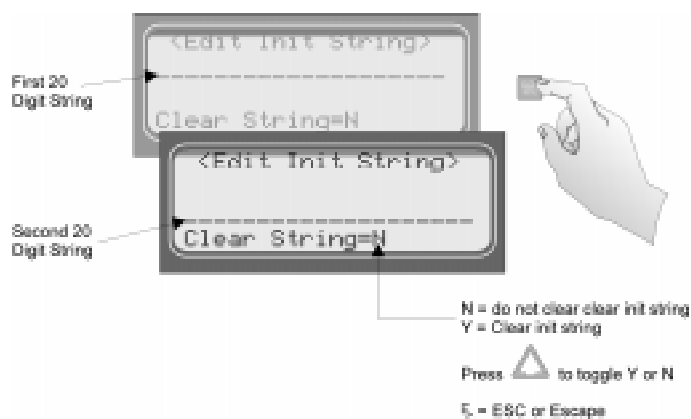 <Edit Init String>
First 20
Digit String
Clear String=N
<Edit Init String>
Second 20
Digit String
Clear String=N
N = do not clear clear init string
Y = Clear init string
Press to toggle Y or N
= ESC or Escape